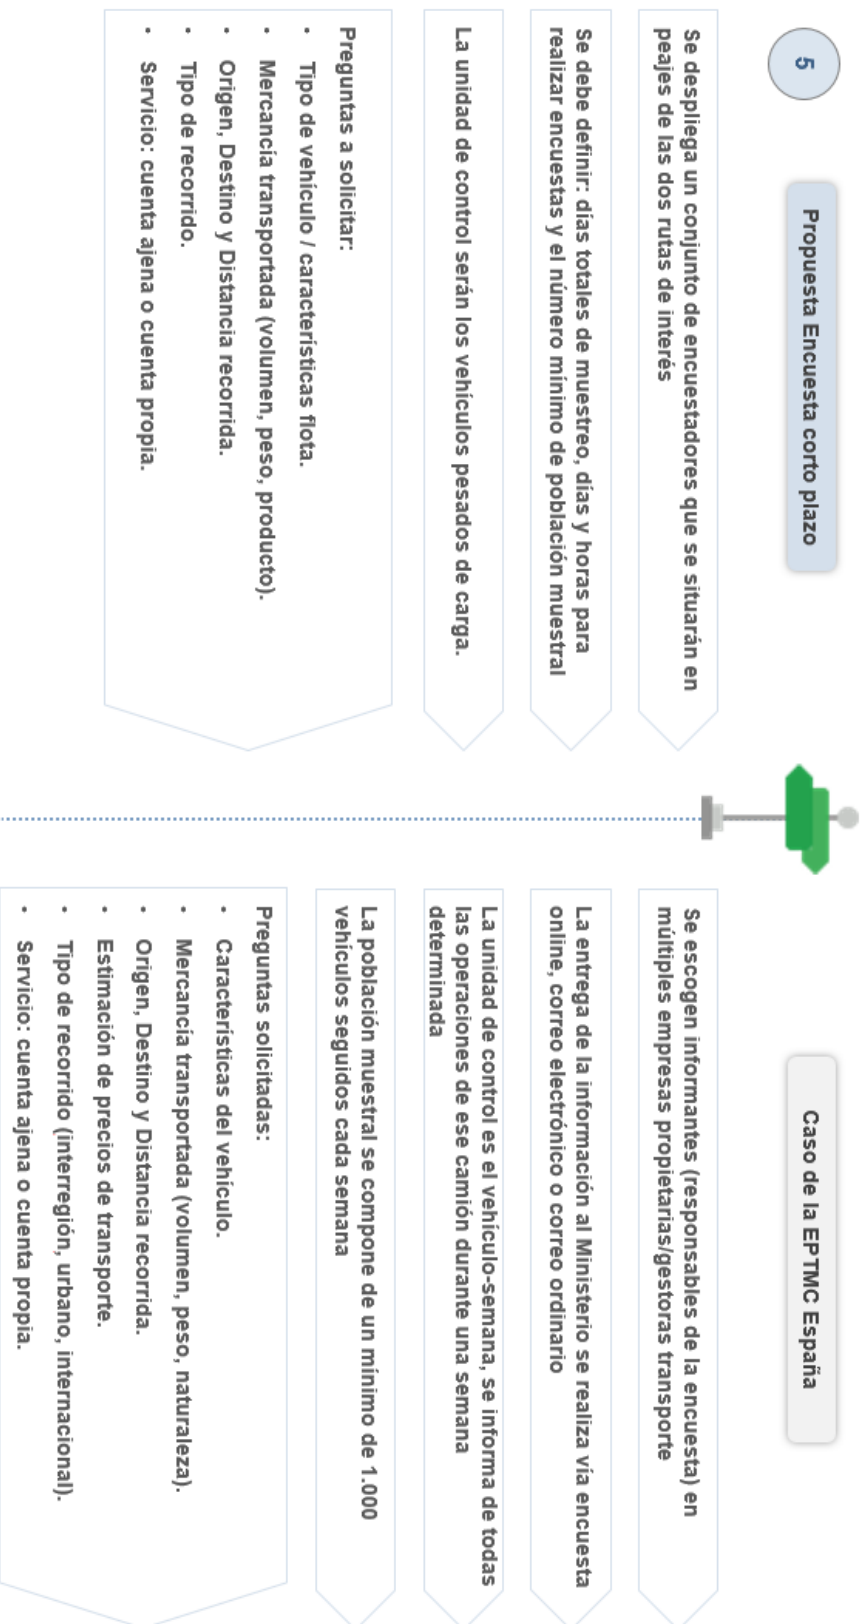 5
Propuesta Encuesta corto plazo
Se despliega un conjunto de encuestadores que se situarán en
peajes de las dos rutas de interés
Se debe definir: días totales de muestreo, días y horas para
realizar encuestas y el número mínimo de población muestral
La unidad de control serán los vehículos pesados de carga.
Preguntas a solicitar:
• Tipo de vehículo / características flota.
• Mercancía transportada (volumen, peso, producto).
• Origen, Destino y Distancia recorrida.
• Tipo de recorrido.
• Servicio: cuenta ajena o cuenta propia.
Caso de la EPTMC España
Se escogen informantes (responsables de la encuesta) en
múltiples empresas propietarias/gestoras transporte
La entrega de la información al Ministerio se realiza vía encuesta
online, correo electrónico o correo ordinario
La unidad de control es el vehículo-semana, se informa de todas
las operaciones de ese camión durante una semana
determinada
La población muestral se compone de un mínimo de 1.000
vehículos seguidos cada semana
Preguntas solicitadas:
• Características del vehículo.
• Mercancía transportada (volumen, peso, naturaleza).
• Origen, Destino y Distancia recorrida.
• Estimación de precios de transporte.
• Tipo de recorrido (interregión, urbano, internacional).
• Servicio: cuenta ajena o cuenta propia.